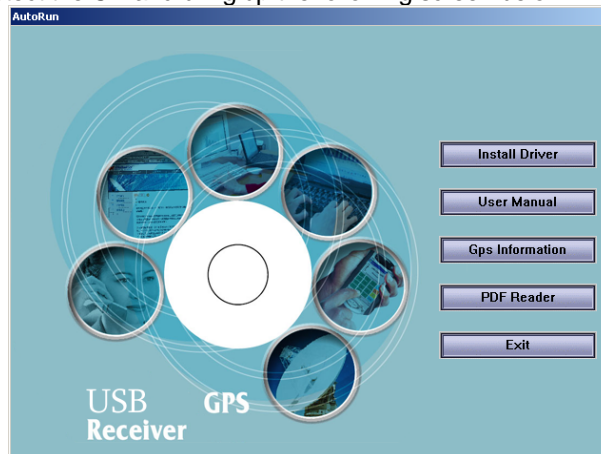 AutoRun
Install Driver
User Manual
Gps Information
PDF Reader
Exit
USB GPS
Receiver